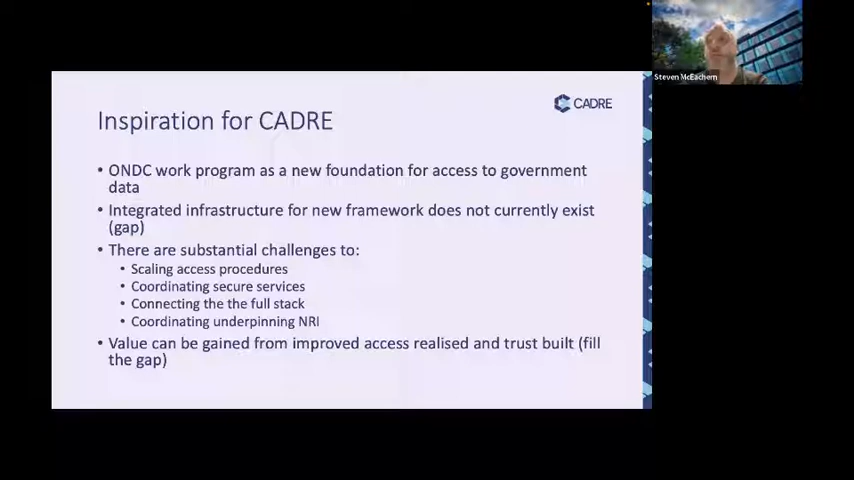 Steven McEachern
CADRE
Inspiration for CADRE
• ONDC work program as a new foundation for access to government
data
• Integrated infrastructure for new framework does not currently exist
(gap)
• There are substantial challenges to:
• Scaling access procedures
• Coordinating secure services
• Connecting the the full stack
• Coordinating underpinning NRI
• Value can be gained from improved access realised and trust built (fill
the gap)